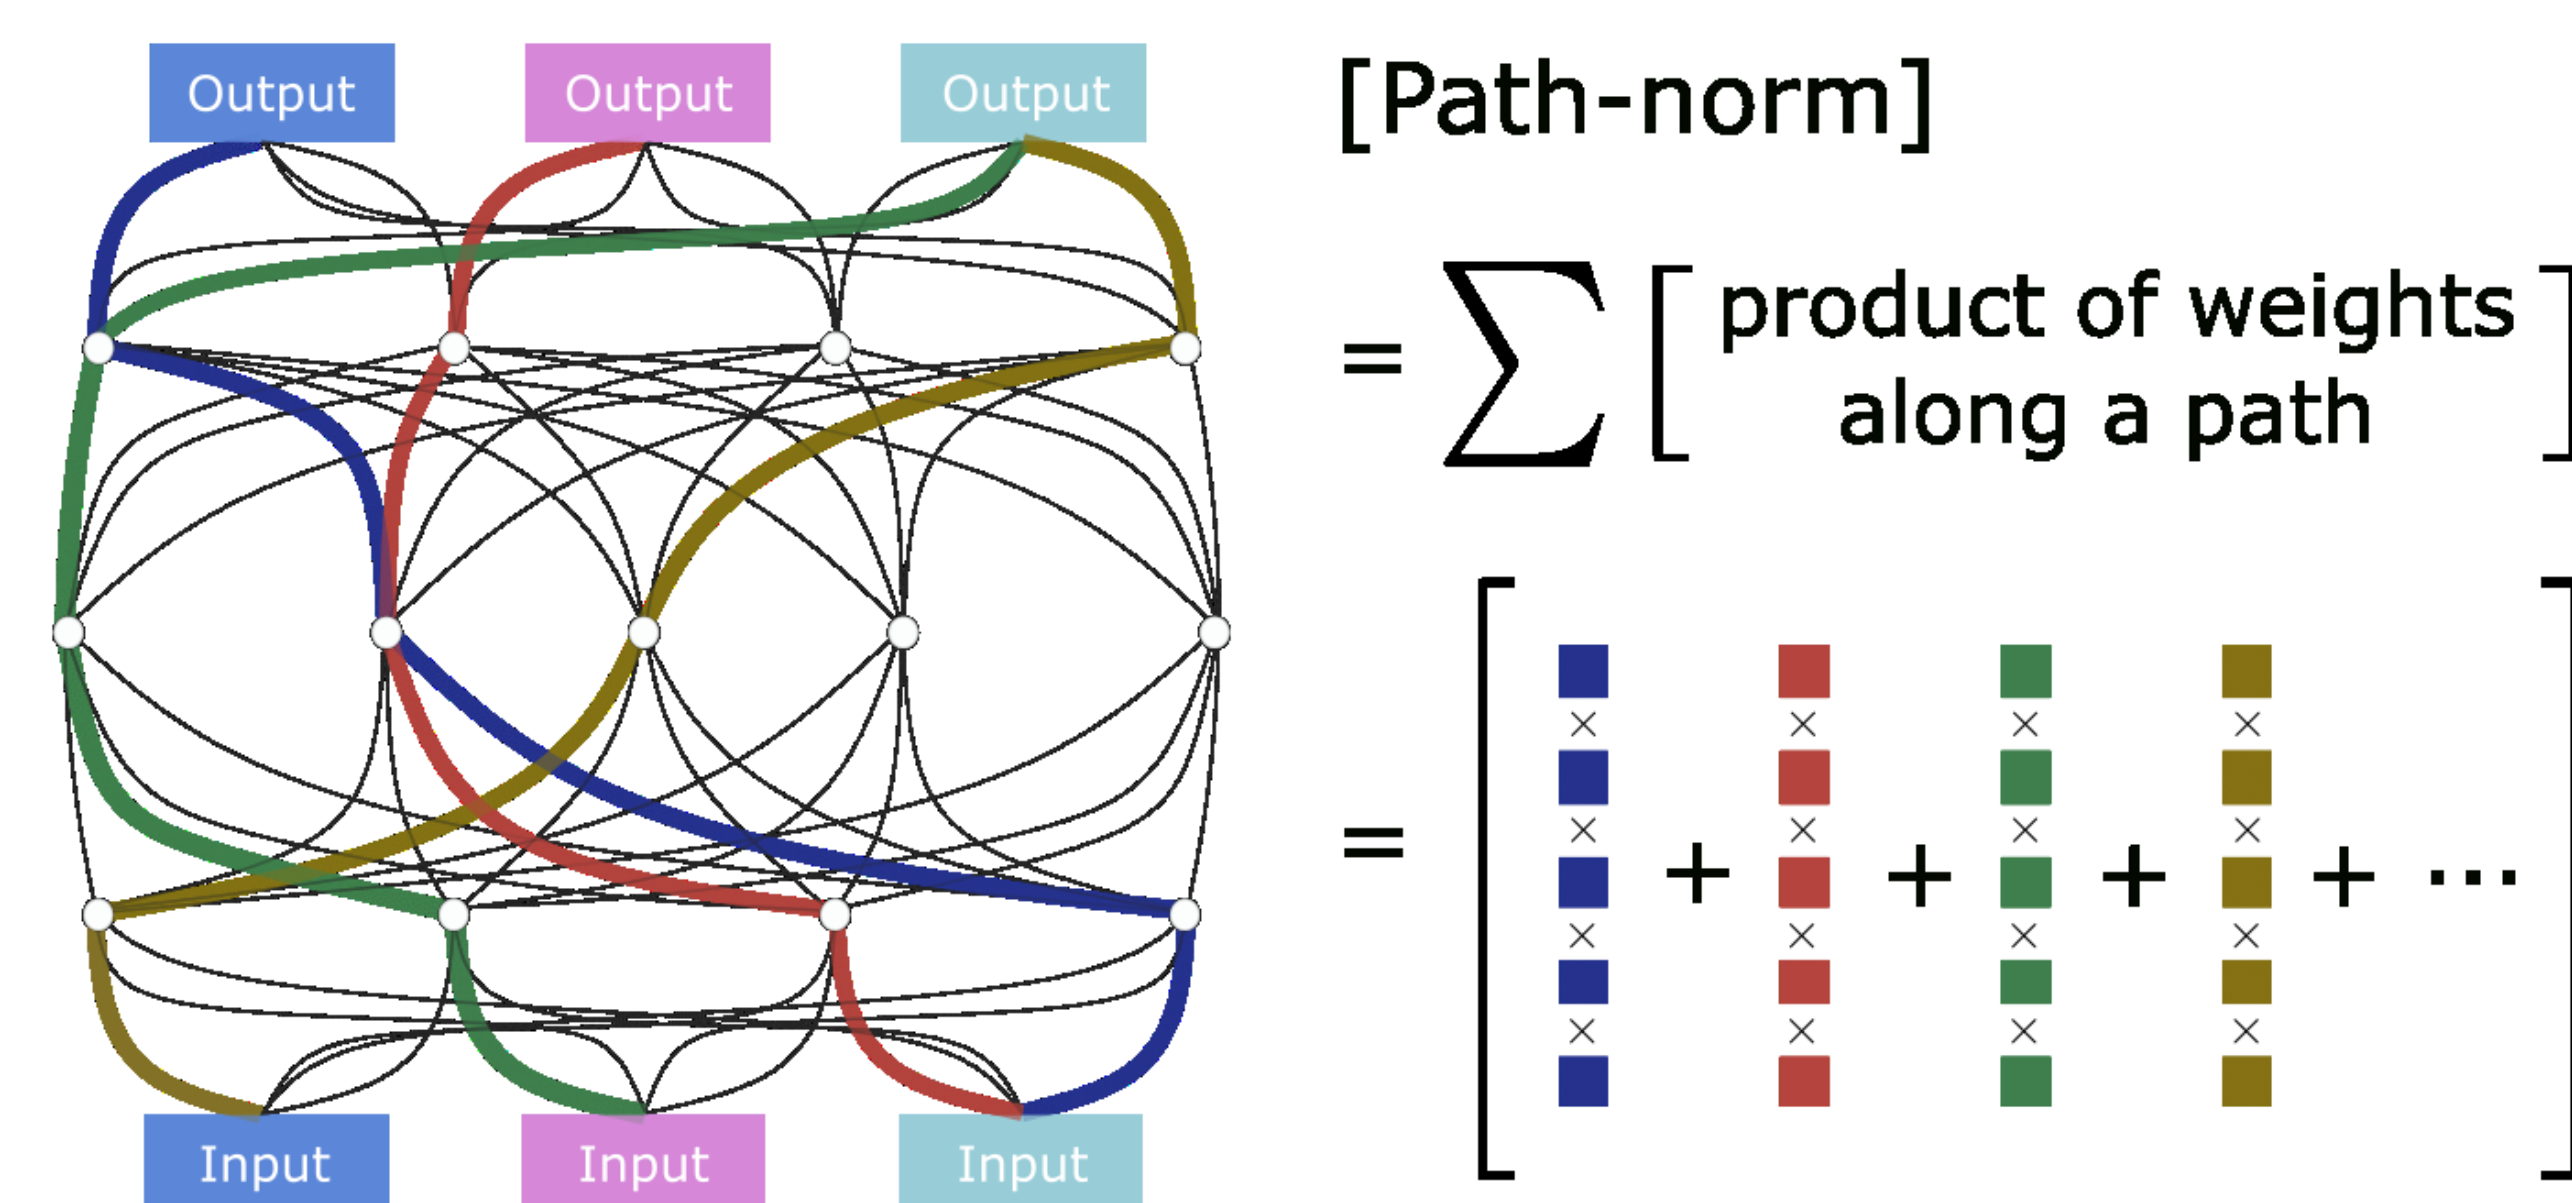 Output Output Output
[Path-norm]
= ∑ [ product of weights
along a path ]
= [ × × × × + × × × × + × × × × + × × × × + ··· ]
Input Input Input